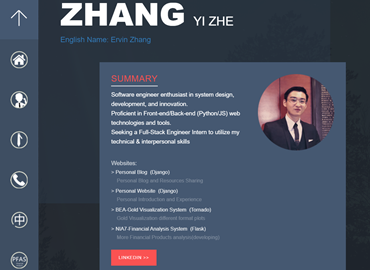 ZHANG YI ZHE
English Name: Ervin Zhang
SUMMARY
Software engineer enthusiast in system design,
development, and innovation.
Proficient in Front-end/Back-end (Python/JS) web
technologies and tools.
Seeking a Full-Stack Engineer Intern to utilize my
technical & interpersonal skills
Websites:
> Personal Blog (Django)
Personal Blog and Resources Sharing
> Personal Website (Django)
Personal Introduction and Experience
> BEA-Gold Visualization System (Tornado)
Gold Visualization different format plots
> NIA7 Financial Analysis System (Flask)
More Financial Products analysis(developing)
LINKEDIN >>
中
PFAS